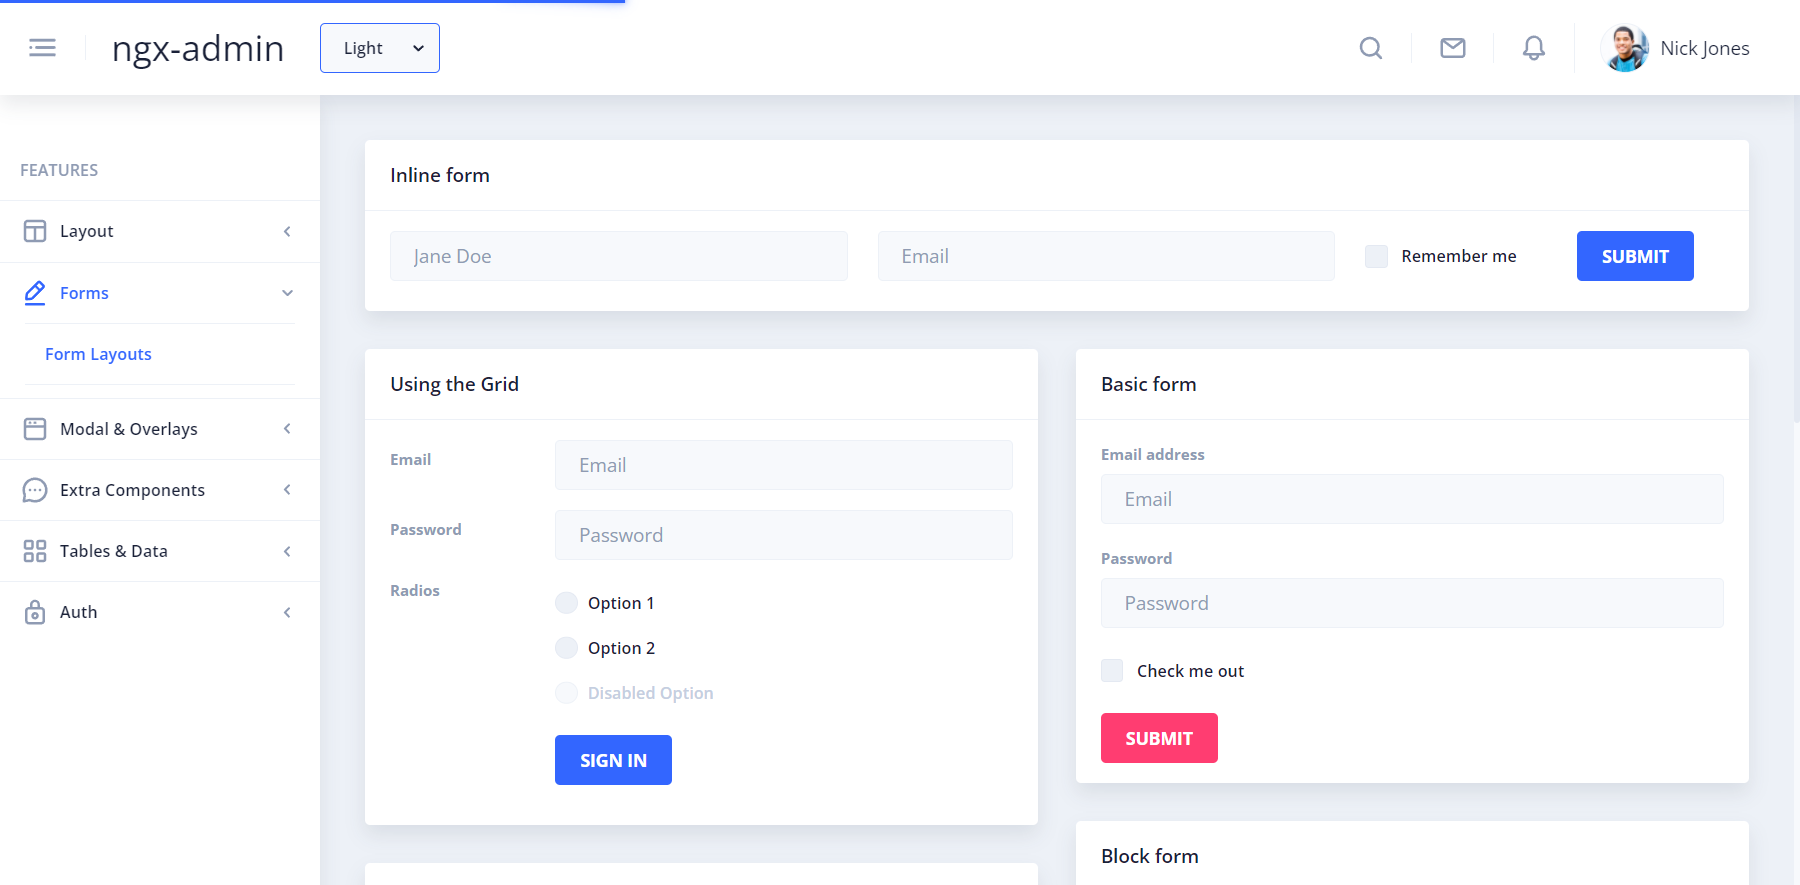 ngx-admin
Light
Nick Jones
FEATURES
Layout
Forms
Form Layouts
Modal & Overlays
Extra Components
Tables & Data
Auth
Inline form
Jane Doe
Email
Remember me
SUBMIT
Using the Grid
Email
Email
Password
Password
Radios
Option 1
Option 2
Disabled Option
SIGN IN
Basic form
Email address
Email
Password
Password
Check me out
SUBMIT
Block form